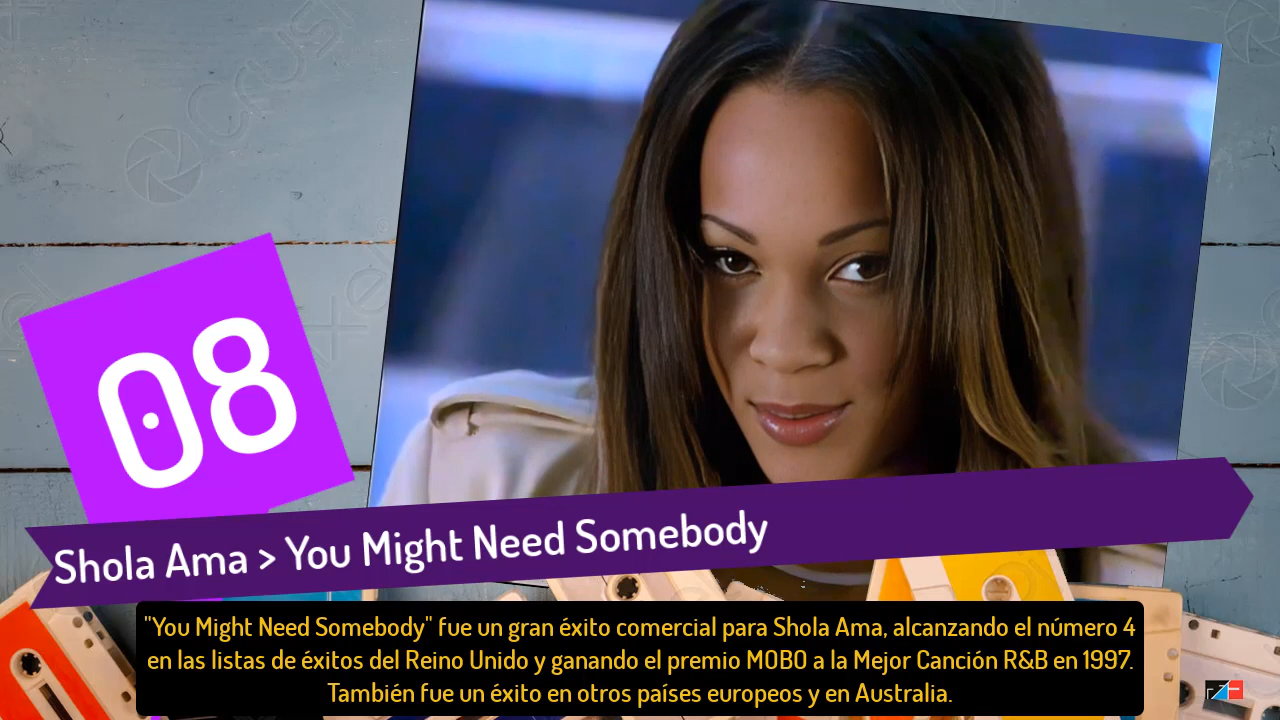 08
Shola Ama > You Might Need Somebody
"You Might Need Somebody" fue un gran éxito comercial para Shola Ama, alcanzando el número 4
en las listas de éxitos del Reino Unido y ganando el premio MOBO a la Mejor Canción R&B en 1997.
También fue un éxito en otros países europeos y en Australia.